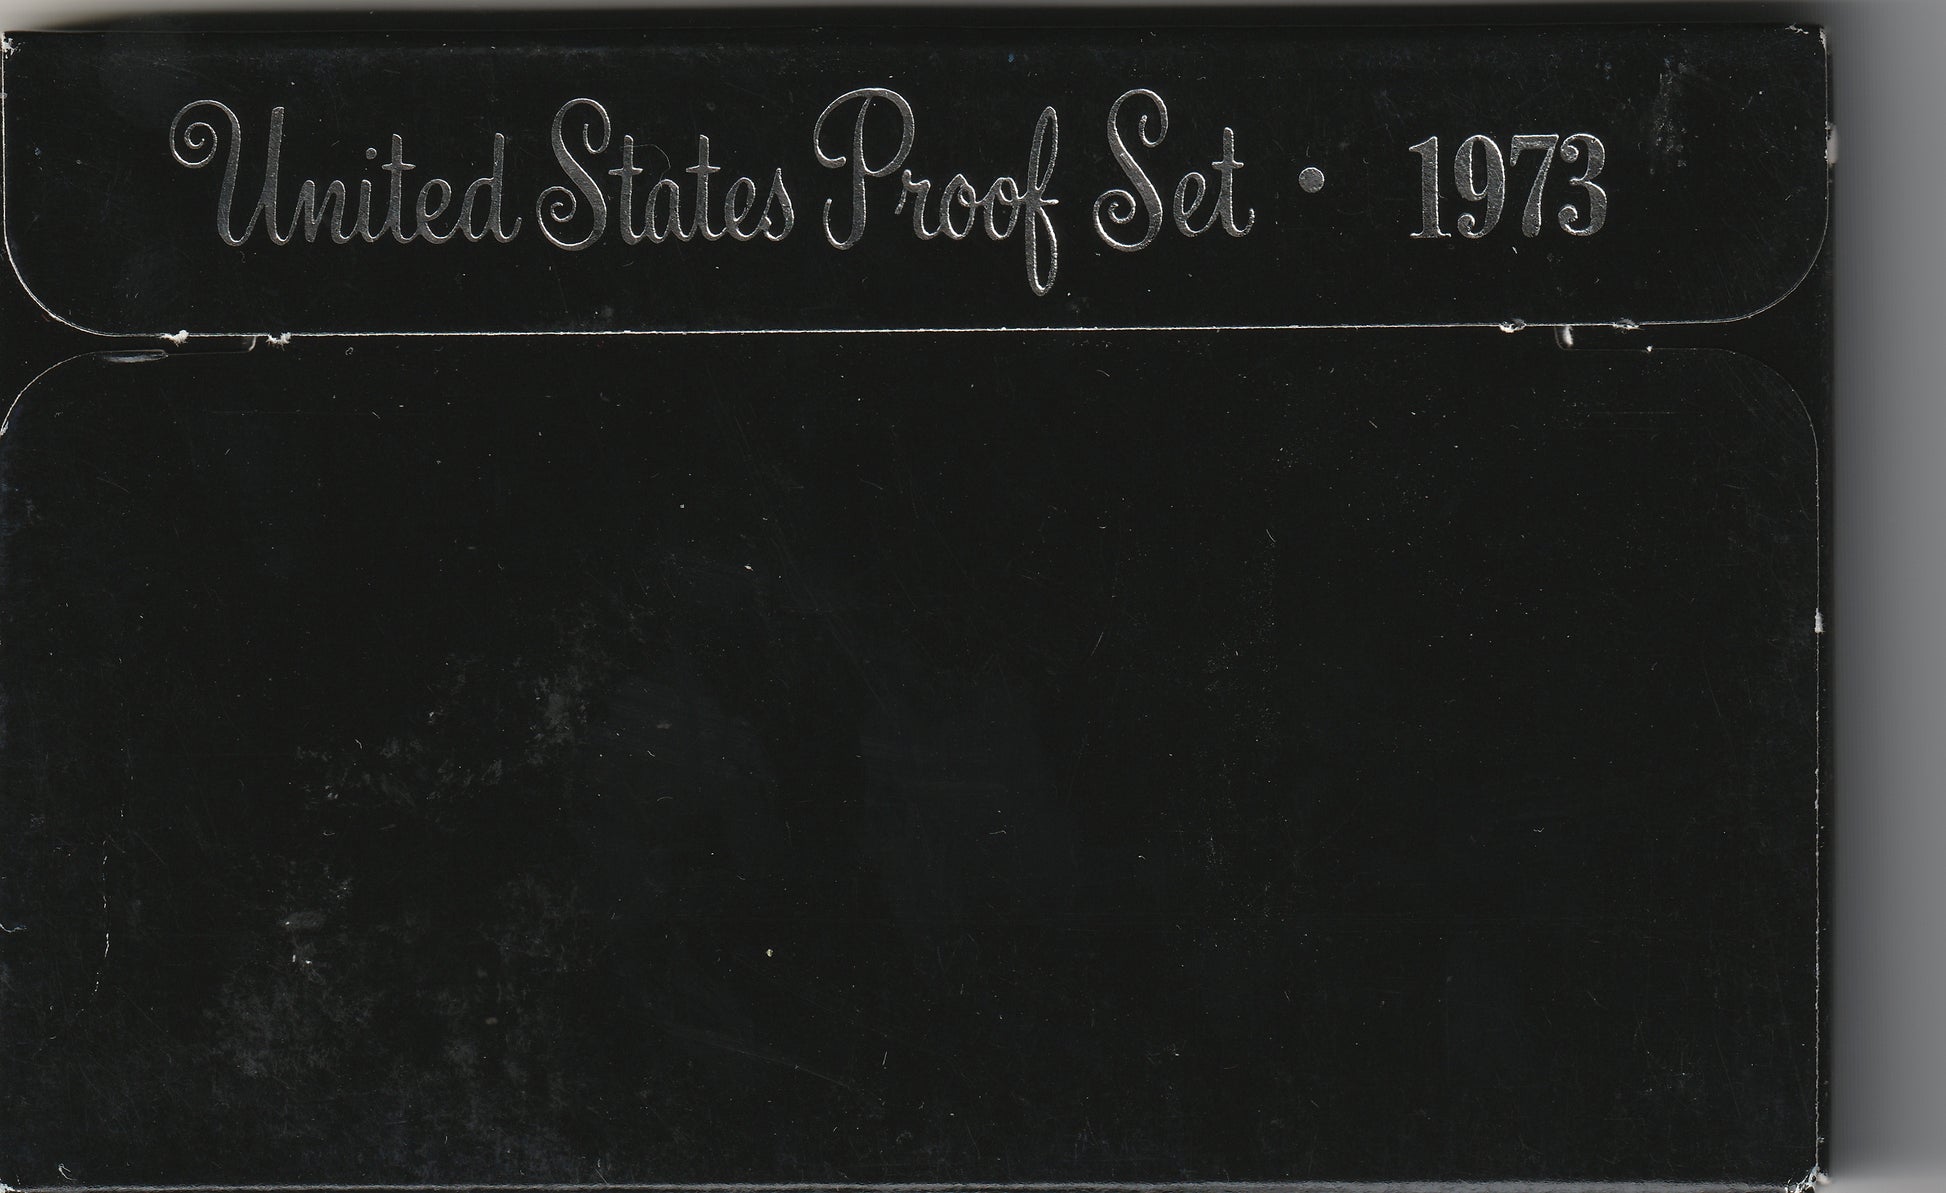 United States Proof Set • 1973